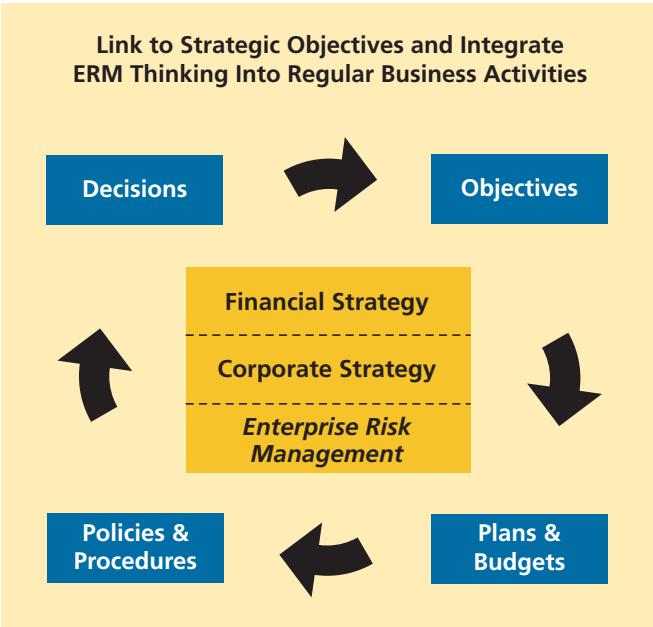 Link to Strategic Objectives and Integrate
ERM Thinking Into Regular Business Activities
Decisions
Objectives
Financial Strategy
Corporate Strategy
Enterprise Risk
Management
Policies &
Procedures
Plans &
Budgets